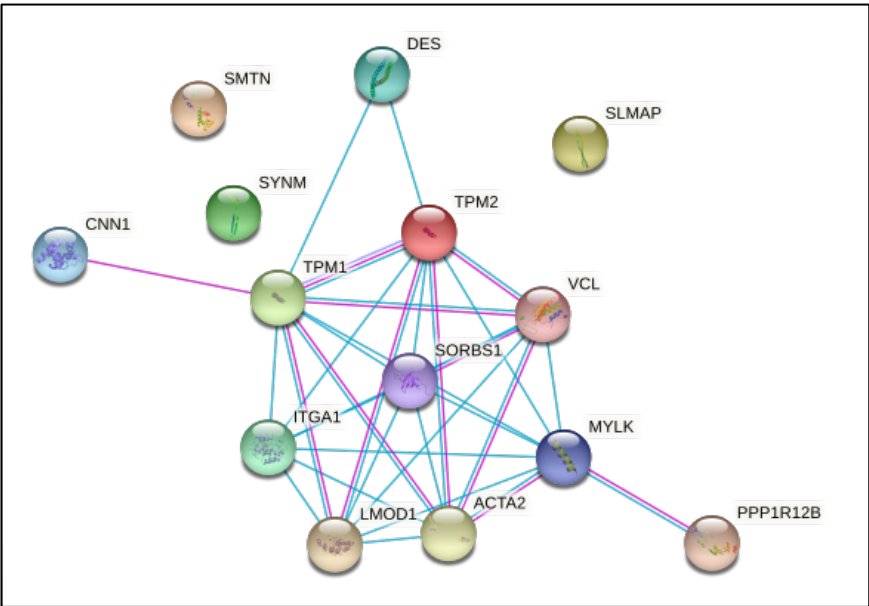 DES
SMTN
SLMAP
SYNM
TPM2
CNN1
TPM1
VCL
SORBS1
ITGA1
MYLK
LMOD1
ACTA2
PPP1R12B